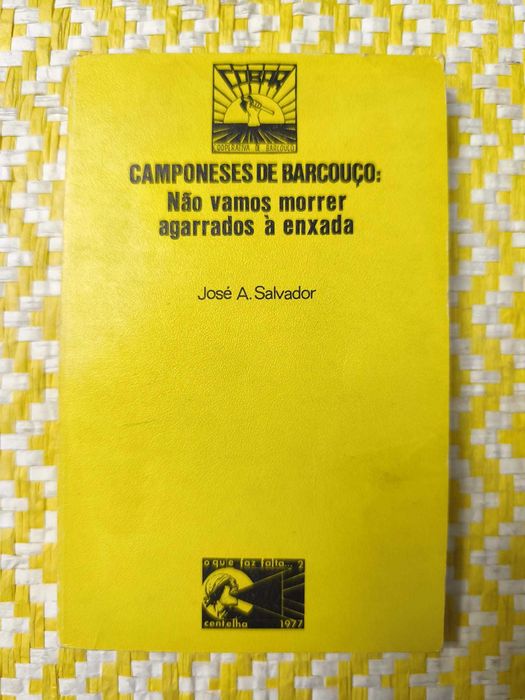 COBAR
COOPERATIVA DE BARCOUÇO
CAMPONESES DE BARCOUÇO:
Não vamos morrer
agarrados à enxada
José A. Salvador
o que faz falta... 2
centelha 1977